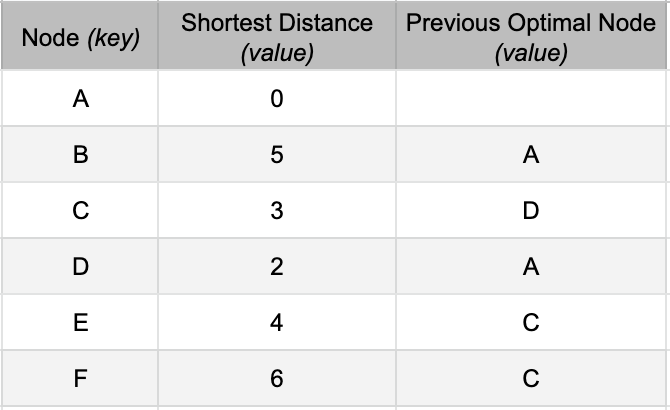 Node (key) Shortest Distance (value) Previous Optimal Node (value)
A 0
B 5 A
C 3 D
D 2 A
E 4 C
F 6 C